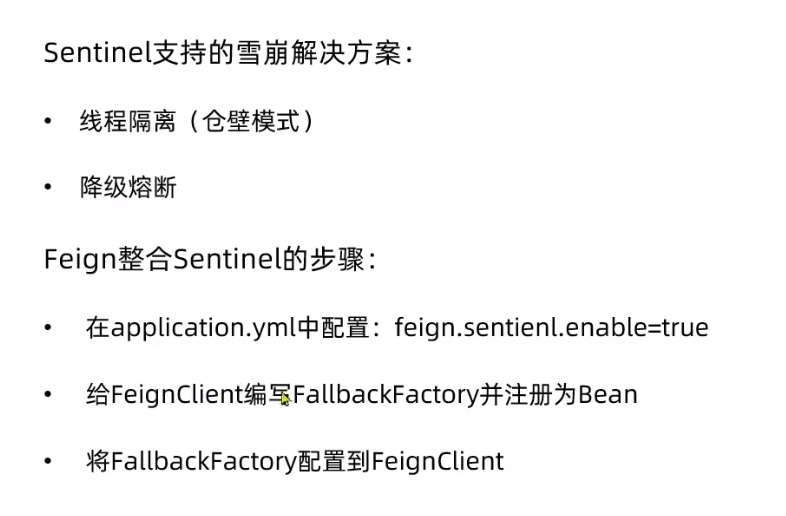 Sentinel支持的雪崩解决方案：
• 线程隔离（仓壁模式）
• 降级熔断
Feign整合Sentinel的步骤：
• 在application.yml中配置：feign.sentienl.enable=true
• 给FeignClient编写FallbackFactory并注册为Bean
• 将FallbackFactory配置到FeignClient